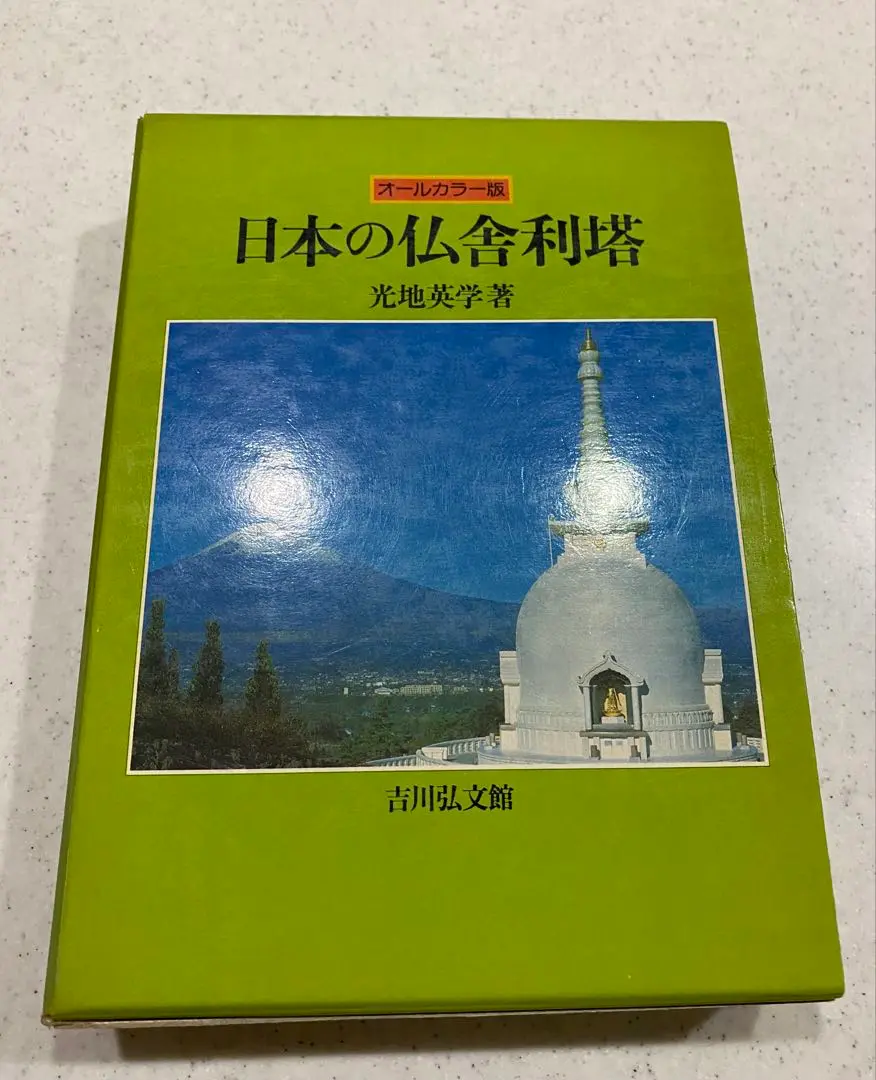 オールカラー版
日本の仏舎利塔
光地英学著
吉川弘文館